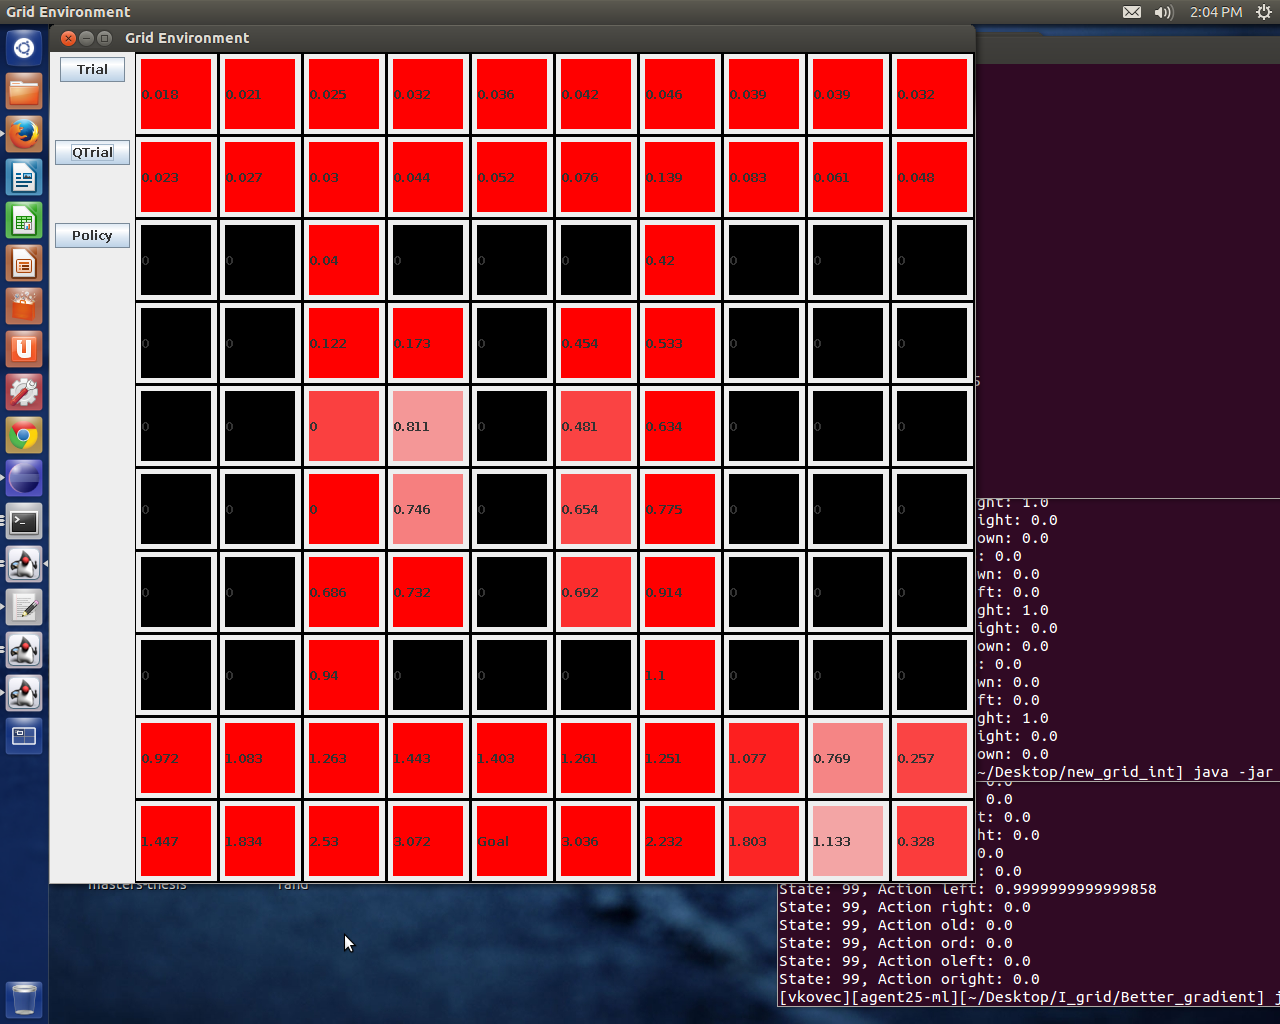 Grid Environment
2:04 PM
Grid Environment
Trial
0.018 0.021 0.025 0.032 0.036 0.042 0.046 0.039 0.039 0.032
QTrial
0.023 0.027 0.03 0.044 0.052 0.076 0.139 0.083 0.061 0.048
Policy
0 0 0.04 0 0 0 0.42 0 0 0
0 0 0.122 0.173 0 0.454 0.533 0 0 0
0 0 0 0.811 0 0.481 0.634 0 0 0
0 0 0 0.746 0 0.654 0.775 0 0 0
0 0 0.686 0.732 0 0.692 0.914 0 0 0
0 0 0.94 0 0 0 1.1 0 0 0
0.972 1.083 1.263 1.443 1.403 1.261 1.251 1.077 0.769 0.257
1.447 1.834 2.53 3.072 Goal 3.036 2.232 1.803 1.133 0.328
ght: 1.0
ight: 0.0
own: 0.0
: 0.0
wn: 0.0
ft: 0.0
ght: 1.0
ight: 0.0
own: 0.0
: 0.0
wn: 0.0
ft: 0.0
ght: 1.0
ight: 0.0
own: 0.0
~/Desktop/new_grid_int] java -jar
0.0
0.0
t: 0.0
ht: 0.0
0.0
: 0.0
State: 99, Action left: 0.9999999999999858
State: 99, Action right: 0.0
State: 99, Action old: 0.0
State: 99, Action ord: 0.0
State: 99, Action oleft: 0.0
State: 99, Action oright: 0.0
[vkovec][agent25-ml][~/Desktop/I_grid/Better_gradient] j
masters-thesis rand